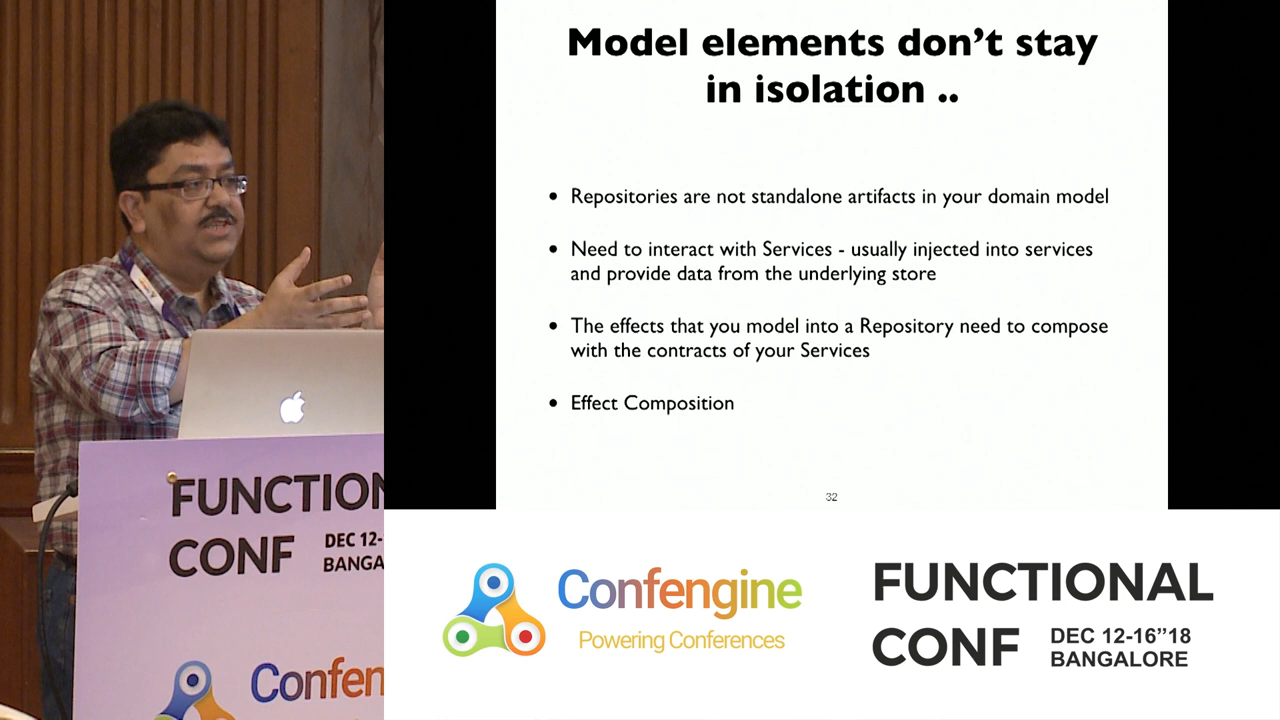 Model elements don’t stay
in isolation ..
• Repositories are not standalone artifacts in your domain model
• Need to interact with Services - usually injected into services
and provide data from the underlying store
• The effects that you model into a Repository need to compose
with the contracts of your Services
• Effect Composition
32
FUNCTION
CONF
DEC 12-
BANGA
Confen
Confengine
Powering Conferences
FUNCTIONAL
CONF
DEC 12-16”18
BANGALORE